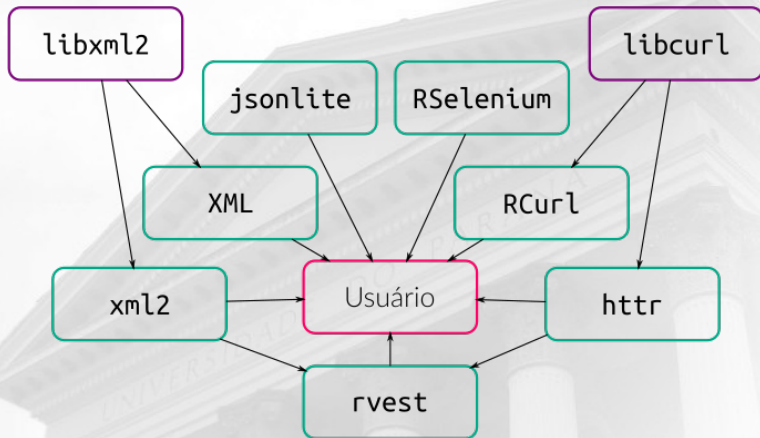 libxml2
libcurl
jsonlite
RSelenium
XML
RCurl
xml2
Usuário
httr
rvest